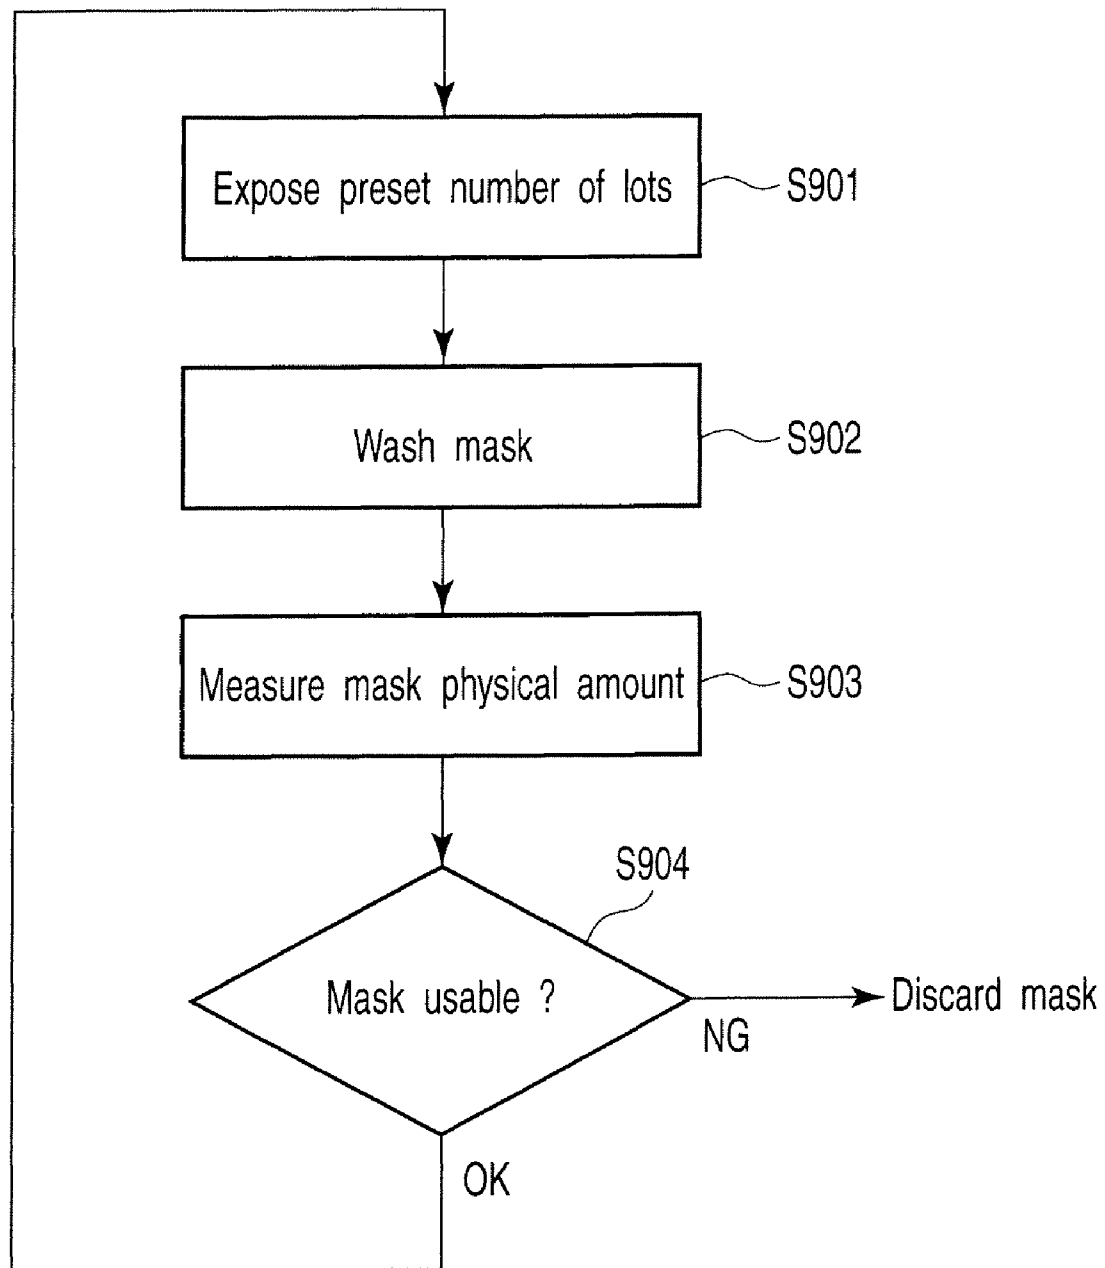 Expose preset number of lots
S901
Wash mask
S902
Measure mask physical amount
S903
S904
Mask usable ?
Discard mask
NG
OK